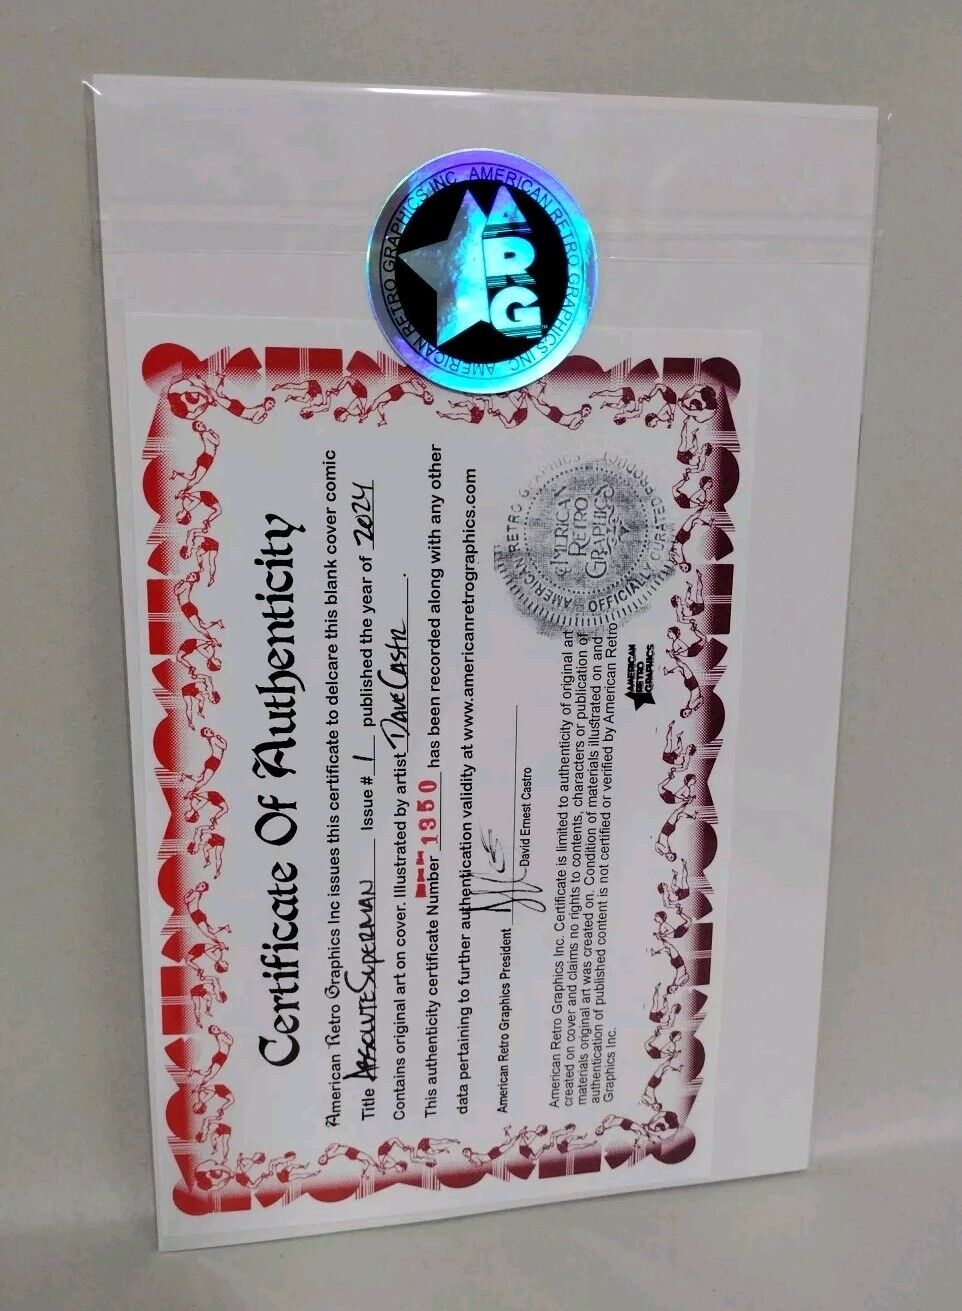 AMERICAN RETRO GRAPHICS INC. AMERICAN RETRO GRAPHICS INC.
ARG
TM
Certificate Of Authenticity
American Retro Graphics Inc issues this certificate to delcare this blank cover comic
Title Absolute Superman Issue # 1 published the year of 2024
Contains original art on cover. Illustrated by artist Dave Castr.
This authenticity certificate Number 1350 has been recorded along with any other
data pertaining to further authentication validity at www.americanretrographics.com
American Retro Graphics President
David Ernest Castro
American Retro Graphics Inc. Certificate is limited to authenticity of original art
created on cover and claims no rights to contents, characters or publication of
materials original art was created on. Condition of materials illustrated on and
authentication of published content is not certified or verified by American Retro
Graphics Inc.
AMERICAN RETRO GRAPHICS
OFFICIALLY CURATED PRODUCT
AMERICAN
RETRO
GRAPHICS
AMERICAN
RETRO
GRAPHICS